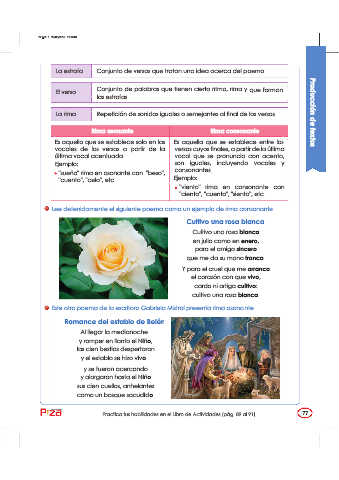 La estrofa
Conjunto de versos que tratan una idea acerca del poema
El verso
Conjunto de palabras que tienen cierto ritmo, rima y que forman
las estrofas
La rima
Repetición de sonidos iguales o semejantes al final de los versos
Rima asonante
Rima consonante
Es aquella que se establece solo en las
vocales de los versos a partir de la
última vocal acentuada
Ejemplo:
"sueño" rima en asonante con "beso",
"cuento", "cielo", etc
Es aquella que se establece entre los
versos cuyos finales, a partir de la última
vocal que se pronuncia con acento,
son iguales, incluyendo vocales y
consonantes
Ejemplo:
"viento" rima en consonante con
"ciento", "cuento", "siento", etc
Producción de textos
Lee detenidamente el siguiente poema como un ejemplo de rima consonante
Cultivo una rosa blanca
Cultivo una rosa blanca
en julio como en enero,
para el amigo sincero
que me da su mano franca
Y para el cruel que me arranca
el corazón con que vivo,
cardo ni ortiga cultivo:
cultivo una rosa blanca
Este otro poema de la escritora Gabriela Mistral presenta rima asonante
Romance del establo de Belén
Al llegar la medianoche
y romper en llanto el Niño,
las cien bestias despertaron
y el establo se hizo vivo
y se fueron acercando
y alargaron hasta el Niño
sus cien cuellos, anhelantes
como un bosque sacudido
Practica tus habilidades en el Libro de Actividades (pág. 89 al 91)
77